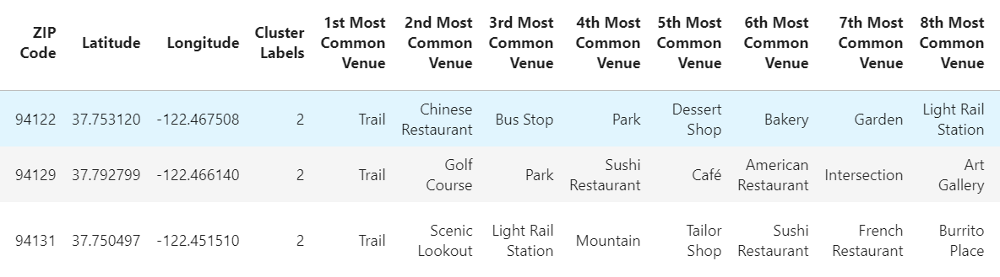 ZIP Code Latitude Longitude Cluster Labels 1st Most Common Venue 2nd Most Common Venue 3rd Most Common Venue 4th Most Common Venue 5th Most Common Venue 6th Most Common Venue 7th Most Common Venue 8th Most Common Venue
94122 37.753120 -122.467508 2 Trail Chinese Restaurant Bus Stop Park Dessert Shop Bakery Garden Light Rail Station
94129 37.792799 -122.466140 2 Trail Golf Course Park Sushi Restaurant Café American Restaurant Intersection Art Gallery
94131 37.750497 -122.451510 2 Trail Scenic Lookout Light Rail Station Mountain Tailor Shop Sushi Restaurant French Restaurant Burrito Place